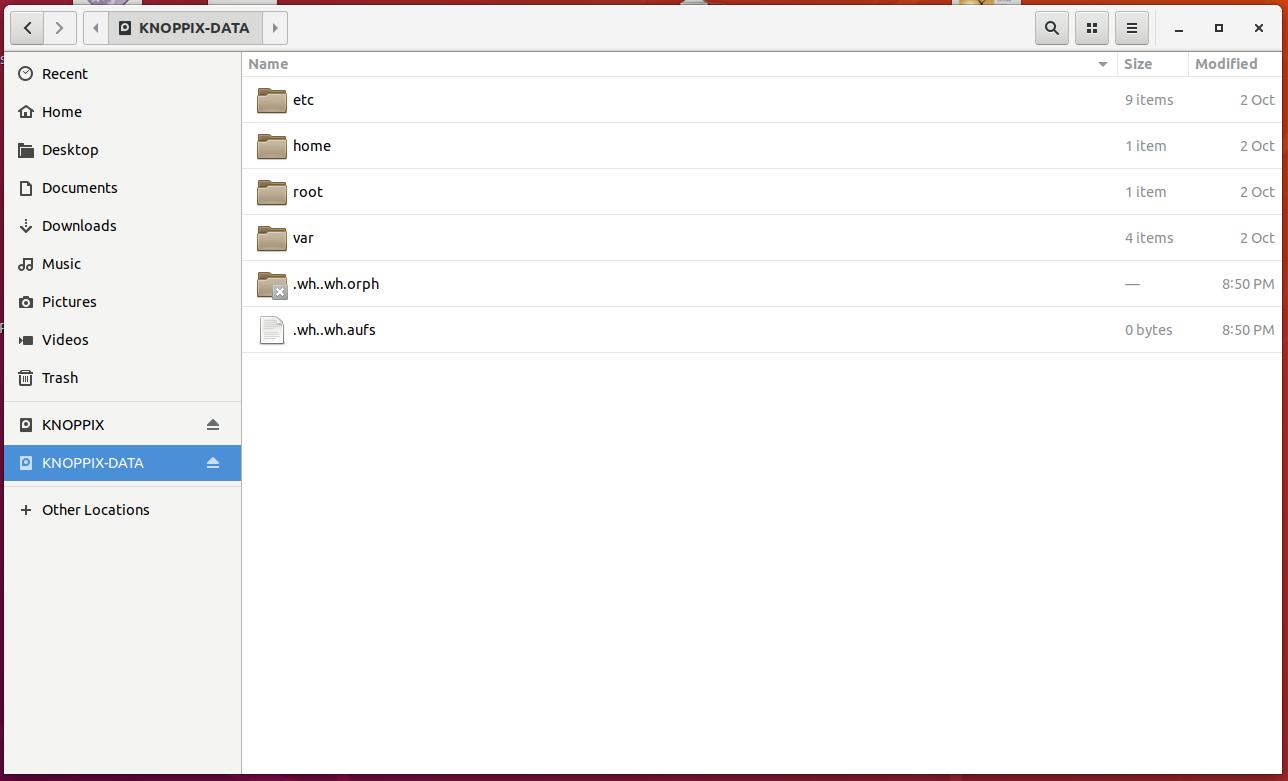 KNOPPIX-DATA
Name Size Modified
Recent
Home
Desktop
Documents
Downloads
Music
Pictures
Videos
Trash
KNOPPIX
KNOPPIX-DATA
Other Locations
etc 9 items 2 Oct
home 1 item 2 Oct
root 1 item 2 Oct
var 4 items 2 Oct
.wh..wh.orph — 8:50 PM
.wh..wh.aufs 0 bytes 8:50 PM